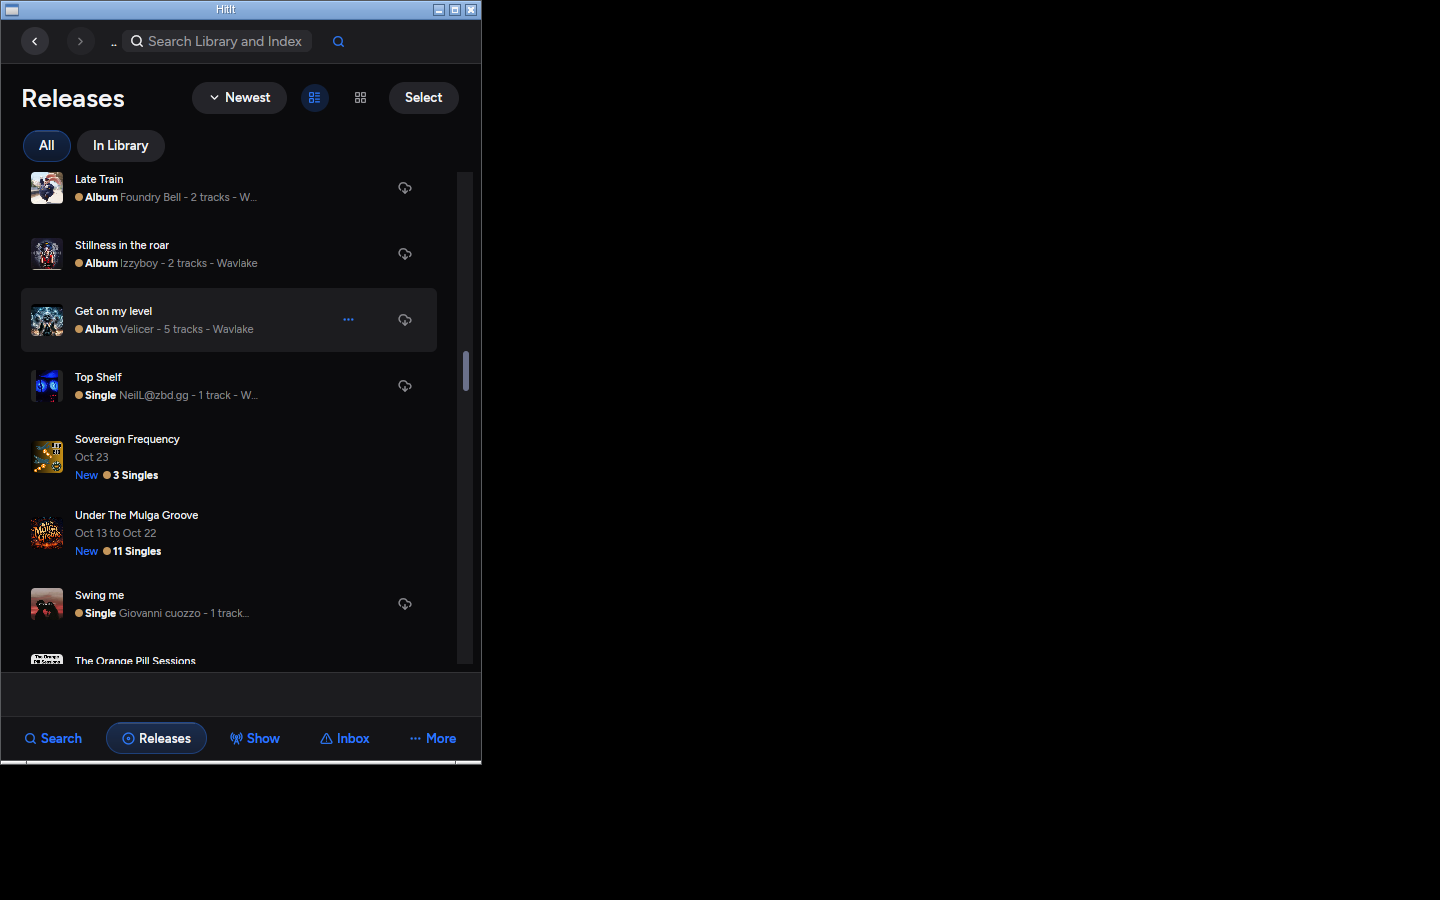 HitIt
.. Search Library and Index
Releases
Newest
Select
All
In Library
Late Train
Album Foundry Bell - 2 tracks - W...
Stillness in the roar
Album Izzyboy - 2 tracks - Wavlake
Get on my level
Album Velicer - 5 tracks - Wavlake
Top Shelf
Single NeilL@zbd.gg - 1 track - W...
Sovereign Frequency
Oct 23
New 3 Singles
Under The Mulga Groove
Oct 13 to Oct 22
New 11 Singles
Swing me
Single Giovanni cuozzo - 1 track...
The Orange Pill Sessions
Search
Releases
Show
Inbox
More